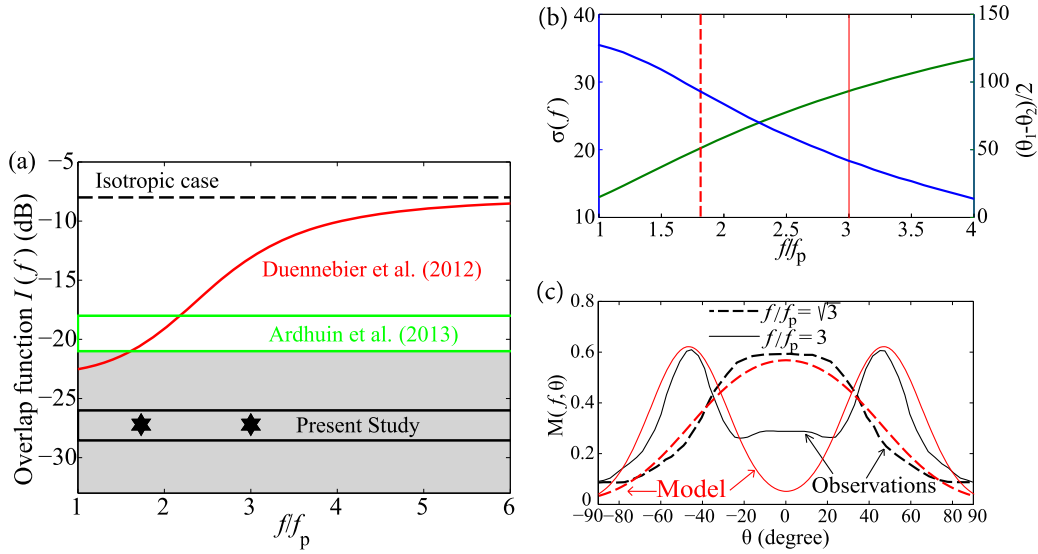 (a)
Overlap function I (f) (dB)
−5
−10
−15
−20
−25
−30
Isotropic case
Duennebier et al. (2012)
Ardhuin et al. (2013)
Present Study
1 2 3 4 5 6
f/fp
(b)
σ(f)
40
30
20
10
150
100
50
0
(θ1-θ2)/2
1 1.5 2 2.5 3 3.5 4
f/fp
(c)
M(f,θ)
0.8
0.6
0.4
0.2
0
f/fp= √3
f/fp= 3
Model
Observations
−90 −80 −60 −40 −20 0 20 40 60 80 90
θ (degree)